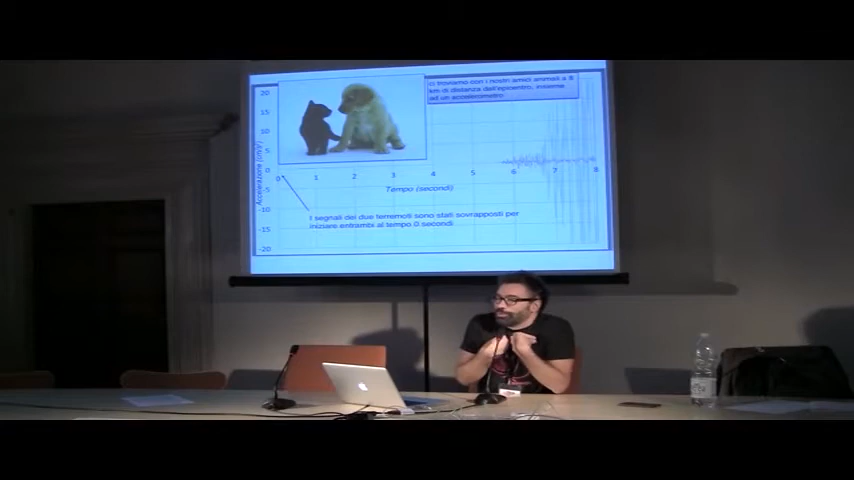 ci troviamo con i nostri amici animali a 8
km di distanza dall'epicentro, insieme
ad un accelerometro
20
15
10
5
0
-10
-15
-20
Accelerazione (cm/s²)
0 1 2 3 4 5 6 7 8
Tempo (secondi)
I segnali dei due terremoti sono stati sovrapposti per
iniziare entrambi al tempo 0 secondi